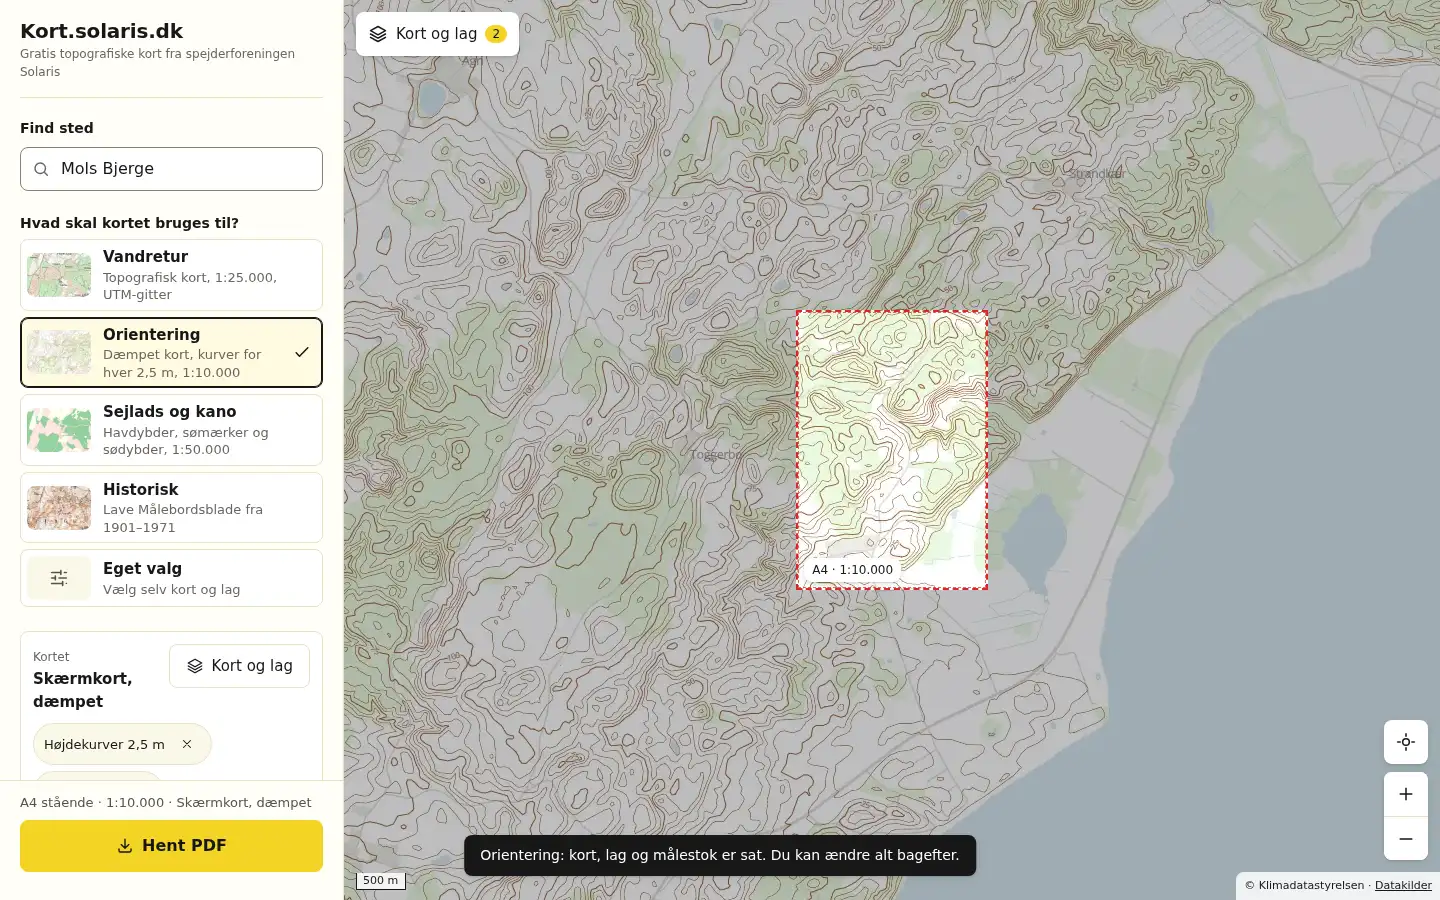 Kort.solaris.dk
Gratis topografiske kort fra spejderforeningen
Solaris
Find sted
Mols Bjerge
Hvad skal kortet bruges til?
Vandretur
Topografisk kort, 1:25.000,
UTM-gitter
Orientering
Dæmpet kort, kurver for
hver 2,5 m, 1:10.000
Sejlads og kano
Havdybder, sømærker og
sødybder, 1:50.000
Historisk
Lave Målebordsblade fra
1901–1971
Eget valg
Vælg selv kort og lag
Kortet
Skærmkort,
dæmpet
Kort og lag
Højdekurver 2,5 m
A4 stående · 1:10.000 · Skærmkort, dæmpet
Hent PDF
Kort og lag 2
Agri
Strandkær
Toggerbo
A4 · 1:10.000
Orientering: kort, lag og målestok er sat. Du kan ændre alt bagefter.
500 m
© Klimadatastyrelsen · Datakilder